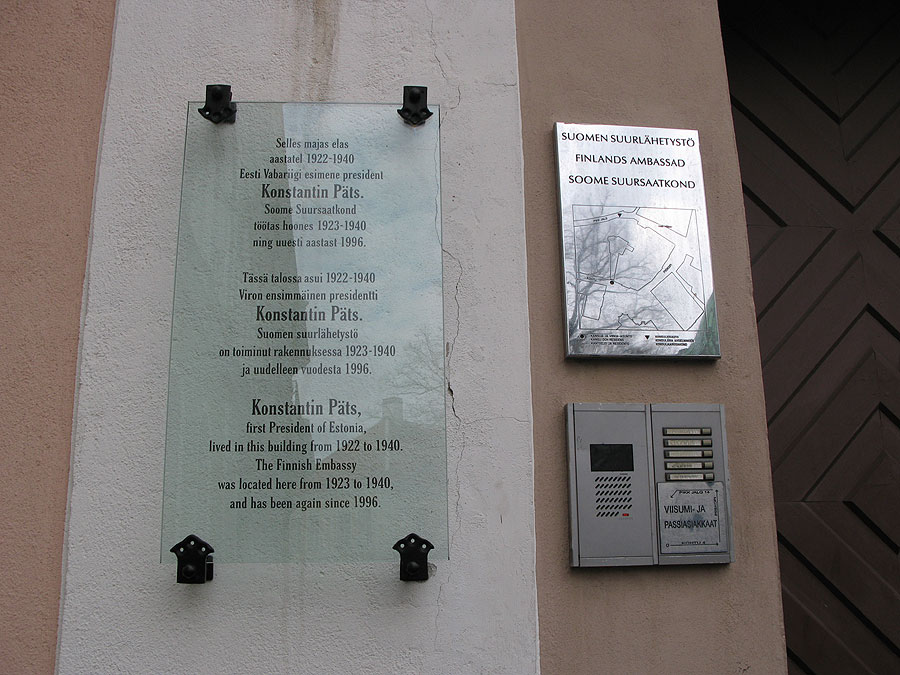 Selles majas elas
aastatel 1922-1940
Eesti Vabariigi esimene president
Konstantin Päts.
Soome Suursaatkond
töötas hoones 1923-1940
ning uuesti aastast 1996.
Tässä talossa asui 1922-1940
Viron ensimmäinen presidentti
Konstantin Päts.
Suomen suurlähetystö
on toiminut rakennuksessa 1923-1940
ja uudelleen vuodesta 1996.
Konstantin Päts,
first President of Estonia,
lived in this building from 1922 to 1940.
The Finnish Embassy
was located here from 1923 to 1940,
and has been again since 1996.
SUOMEN SUURLÄHETYSTÖ
FINLANDS AMBASSAD
SOOME SUURSAATKOND
PIKK JALG
VIISUMI- JA
PASSIASIAKKAAT